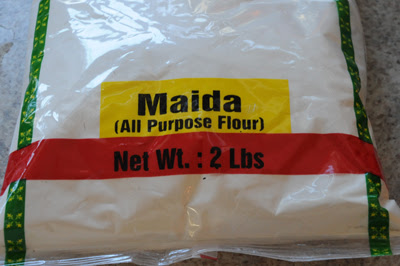 Maida
(All Purpose Flour)
Net Wt. : 2 Lbs